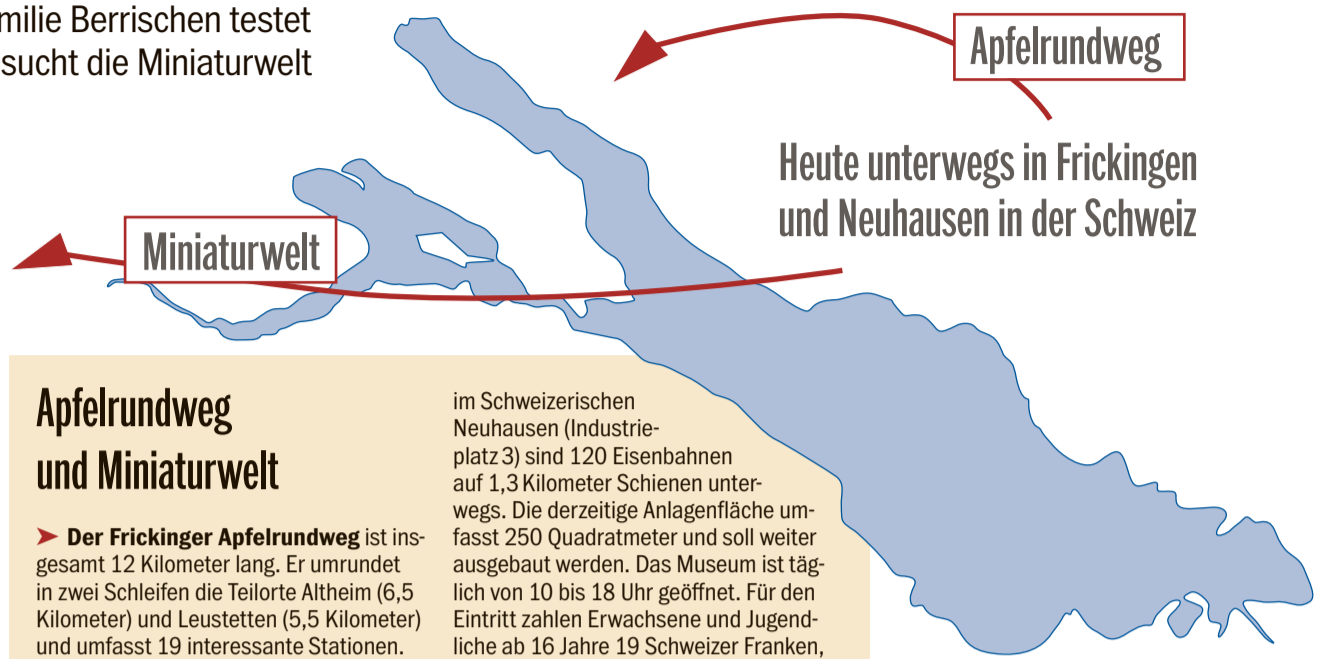 milie Berrischen testet
sucht die Miniaturwelt
Apfelrundweg
Heute unterwegs in Frickingen
und Neuhausen in der Schweiz
Miniaturwelt
Apfelrundweg
und Miniaturwelt
➤ Der Frickinger Apfelrundweg ist ins-
gesamt 12 Kilometer lang. Er umrundet
in zwei Schleifen die Teilorte Altheim (6,5
Kilometer) und Leustetten (5,5 Kilometer)
und umfasst 19 interessante Stationen.
im Schweizerischen
Neuhausen (Industrie-
platz 3) sind 120 Eisenbahnen
auf 1,3 Kilometer Schienen unter-
wegs. Die derzeitige Anlagenfläche um-
fasst 250 Quadratmeter und soll weiter
ausgebaut werden. Das Museum ist täg-
lich von 10 bis 18 Uhr geöffnet. Für den
Eintritt zahlen Erwachsene und Jugend-
liche ab 16 Jahre 19 Schweizer Franken,